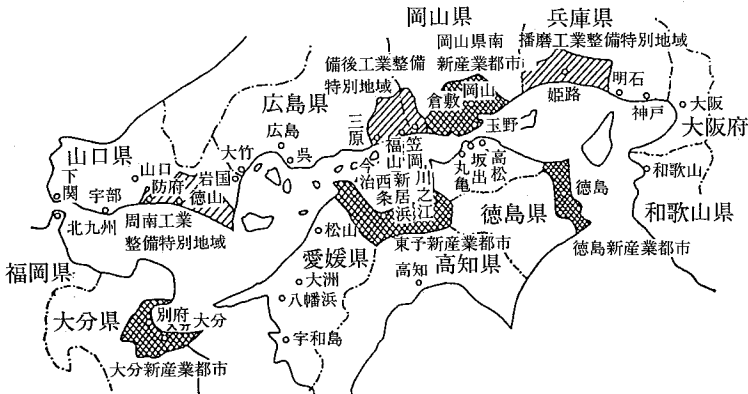 岡山県
兵庫県
岡山県南
新産業都市
播磨工業整備特別地域
備後工業整備
特別地域
広島県
岡山
倉敷
姫路
明石
神戸
大阪
大阪府
三原
福山
笠岡
玉野
広島
呉
大竹
山口県
山口
下関
宇部
防府
徳山
岩国
周南工業
整備特別地域
北九州
福岡県
今治
西条
新居浜
川之江
丸亀
坂出
高松
徳島
和歌山
和歌山県
徳島県
徳島新産業都市
松山
東予新産業都市
愛媛県
高知県
高知
大洲
八幡浜
宇和島
大分県
別府
大分
大分
大分新産業都市